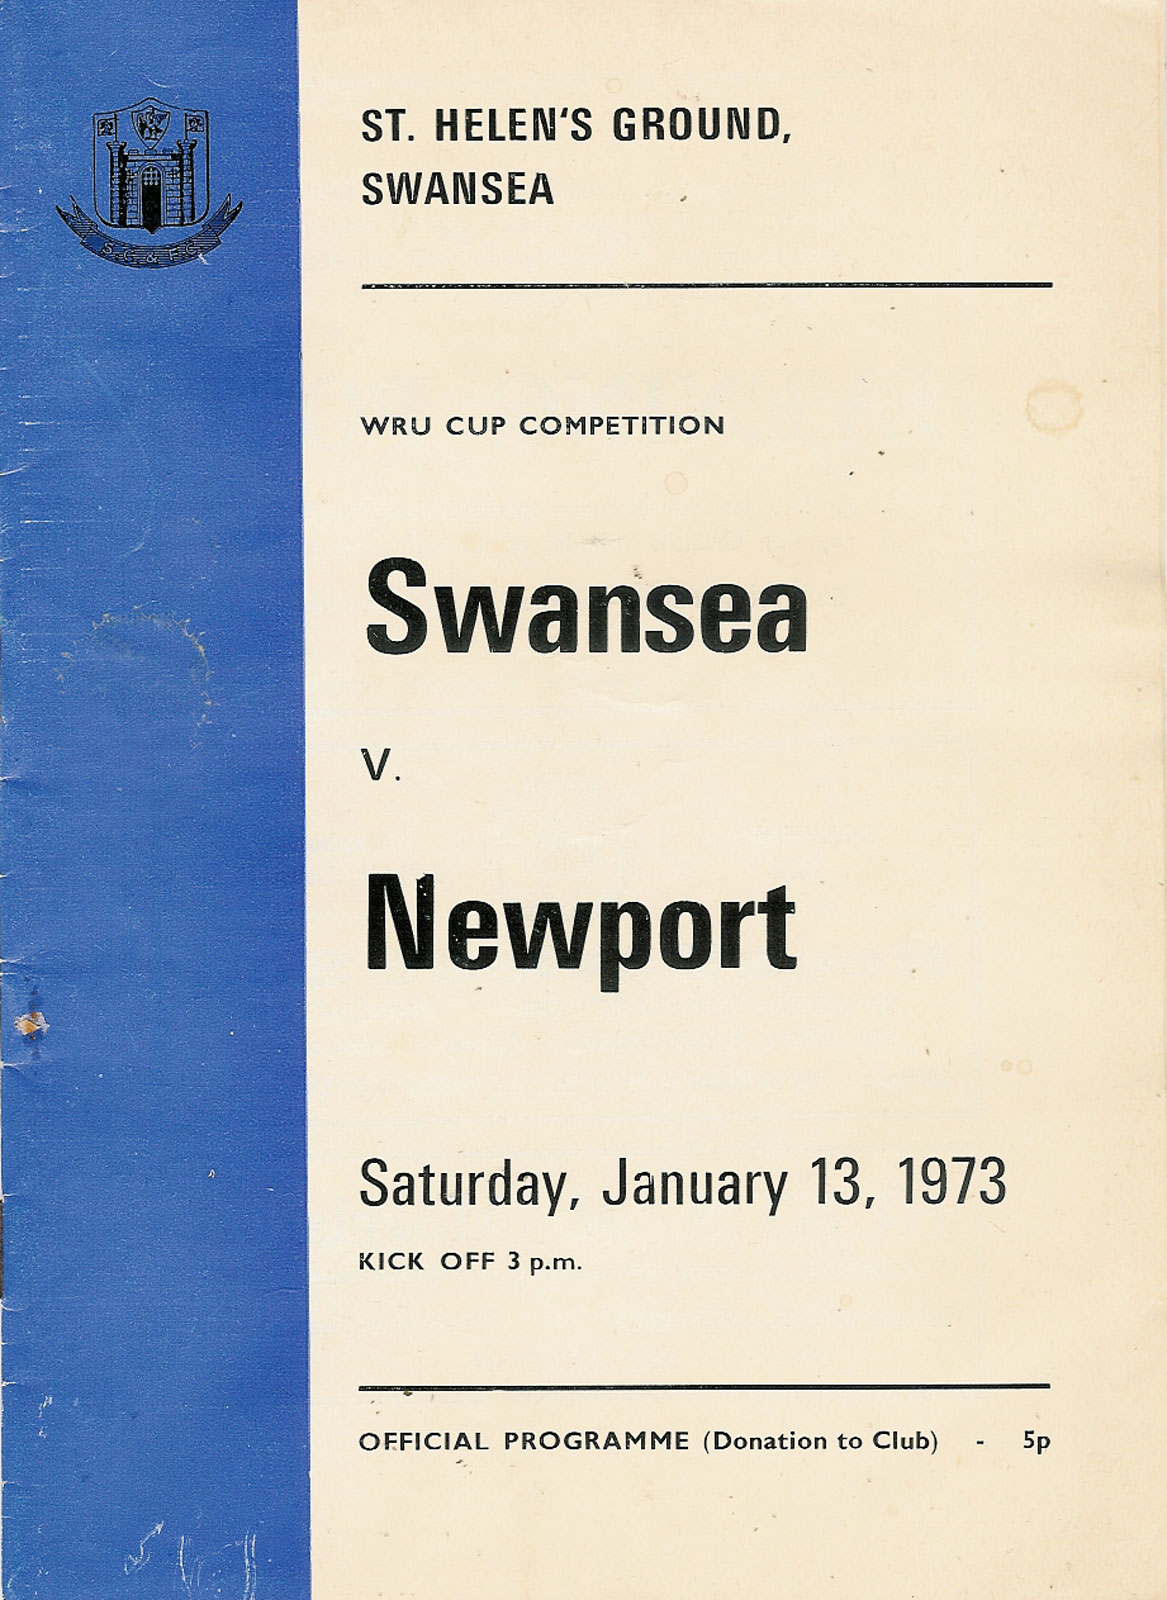 S.C. & F.C.
ST. HELEN'S GROUND,
SWANSEA
WRU CUP COMPETITION
Swansea
V.
Newport
Saturday, January 13, 1973
KICK OFF 3 p.m.
OFFICIAL PROGRAMME (Donation to Club) - 5p